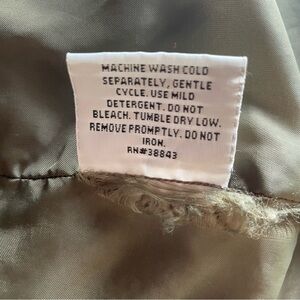 MACHINE WASH COLD
SEPARATELY, GENTLE
CYCLE. USE MILD
DETERGENT. DO NOT
BLEACH. TUMBLE DRY LOW.
REMOVE PROMPTLY. DO NOT
IRON.
RN#38843